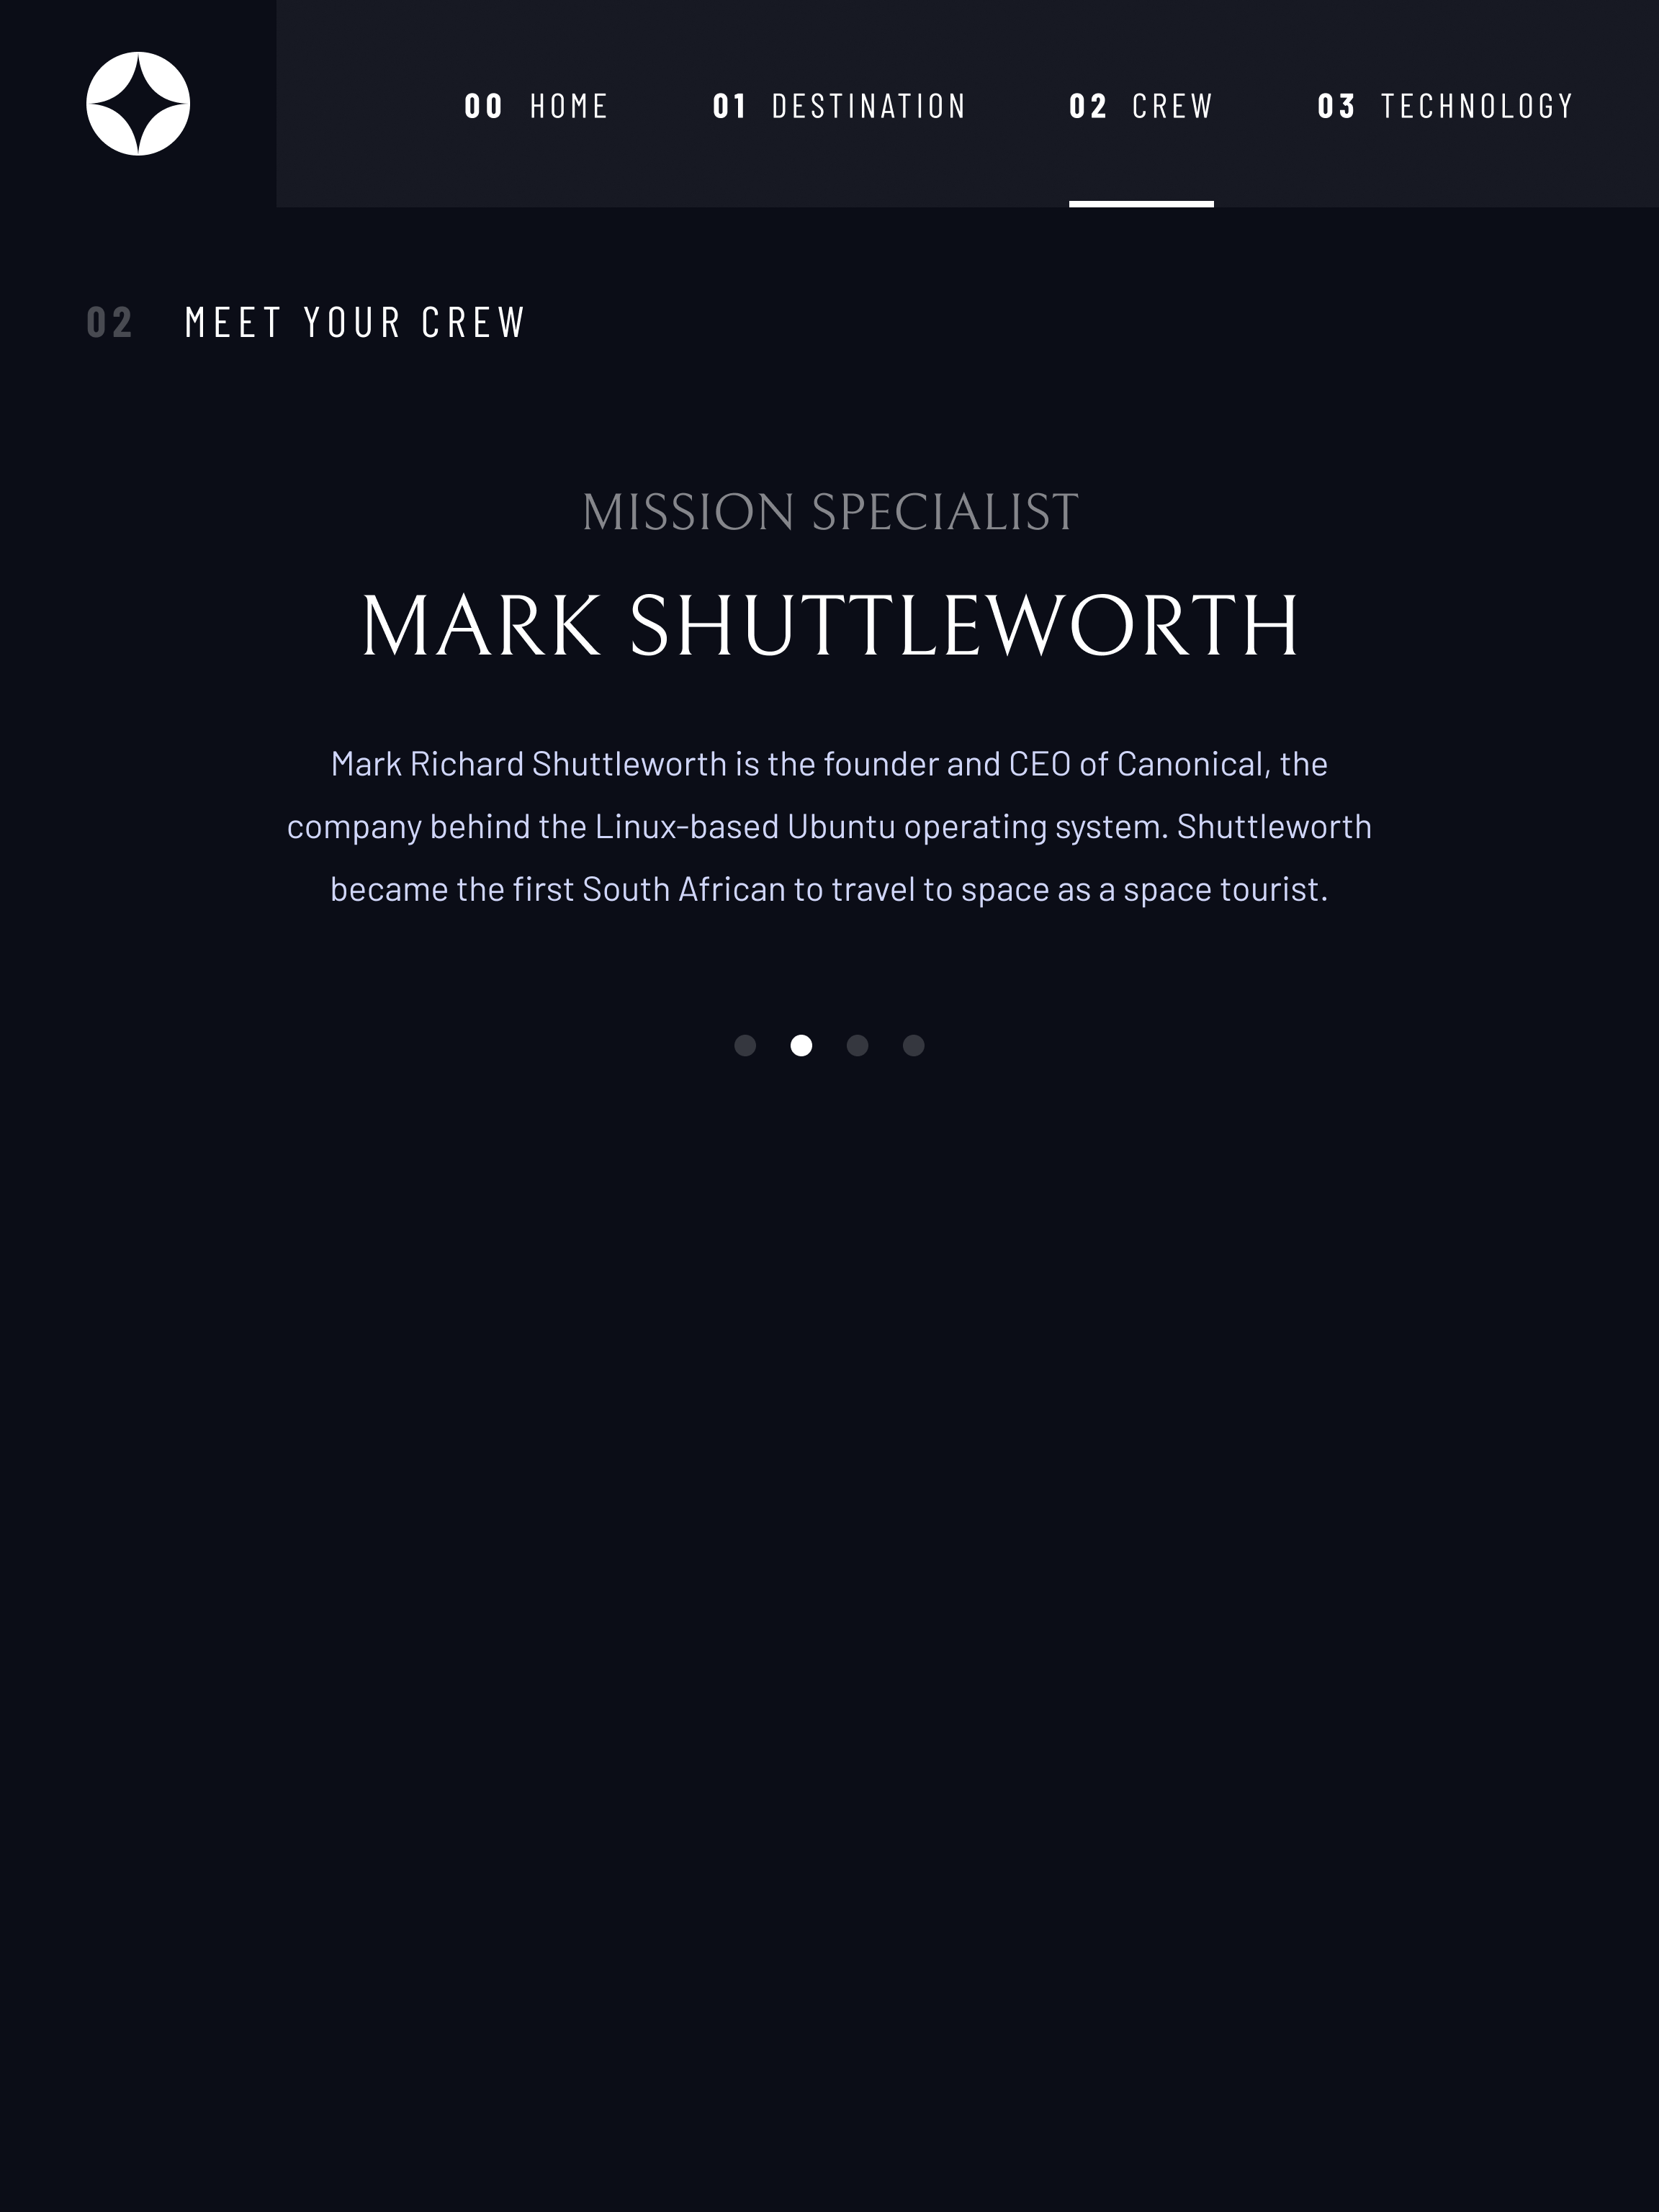 00 HOME 01 DESTINATION 02 CREW 03 TECHNOLOGY
02 MEET YOUR CREW
MISSION SPECIALIST
MARK SHUTTLEWORTH
Mark Richard Shuttleworth is the founder and CEO of Canonical, the
company behind the Linux-based Ubuntu operating system. Shuttleworth
became the first South African to travel to space as a space tourist.